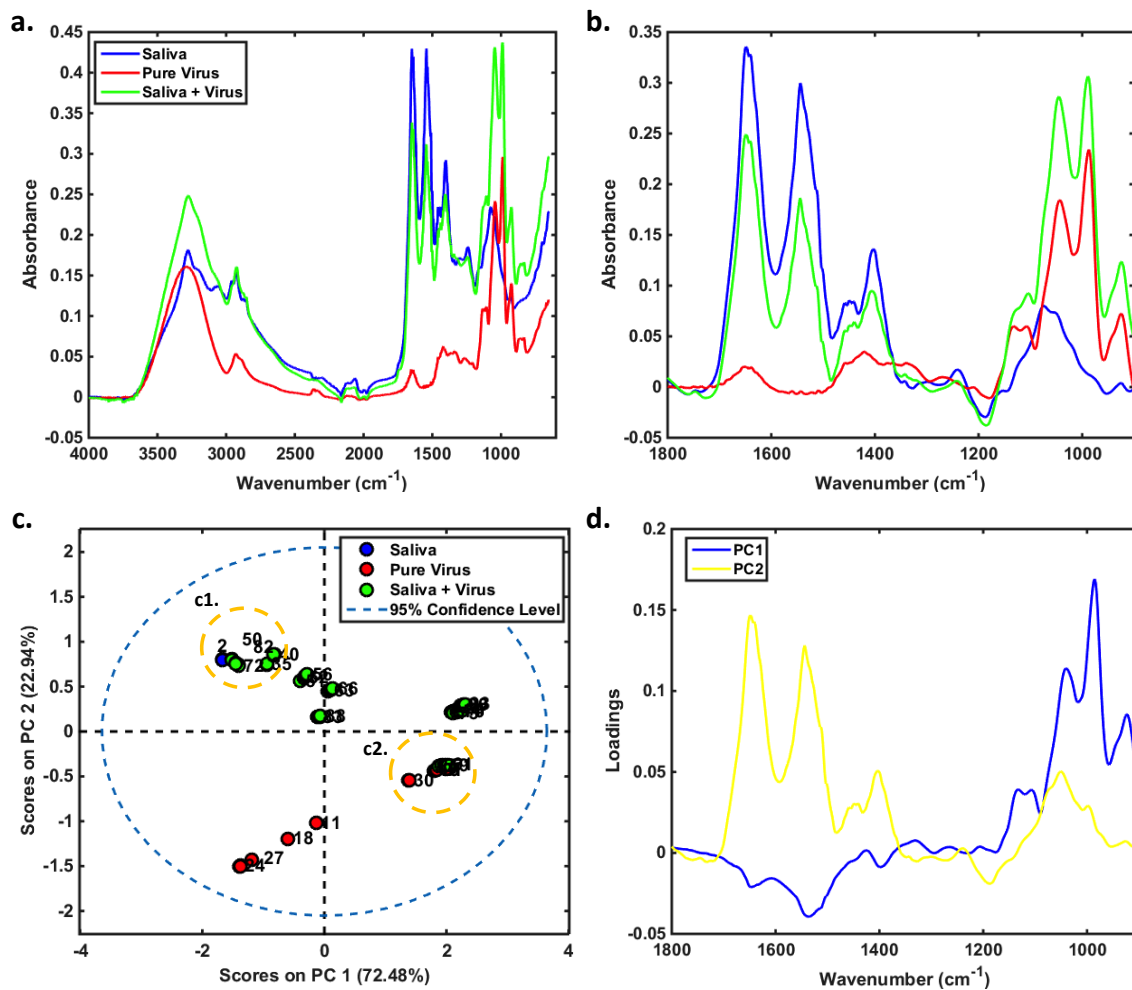 a.
0.45
0.4
0.35
0.3
0.25
0.2
0.15
0.1
0.05
0
-0.05
Absorbance
Saliva
Pure Virus
Saliva + Virus
4000 3500 3000 2500 2000 1500 1000
Wavenumber (cm⁻¹)
b.
0.35
0.3
0.25
0.2
0.15
0.1
0.05
0
-0.05
Absorbance
1800 1600 1400 1200 1000
Wavenumber (cm⁻¹)
c.
2
1.5
1
0.5
0
-0.5
-1
-1.5
-2
Scores on PC 2 (22.94%)
Saliva
Pure Virus
Saliva + Virus
95% Confidence Level
c1.
50
2
82
72
c2.
30
11
18
27
24
-4 -2 0 2 4
Scores on PC 1 (72.48%)
d.
0.2
0.15
0.1
0.05
0
-0.05
Loadings
PC1
PC2
1800 1600 1400 1200 1000
Wavenumber (cm⁻¹)